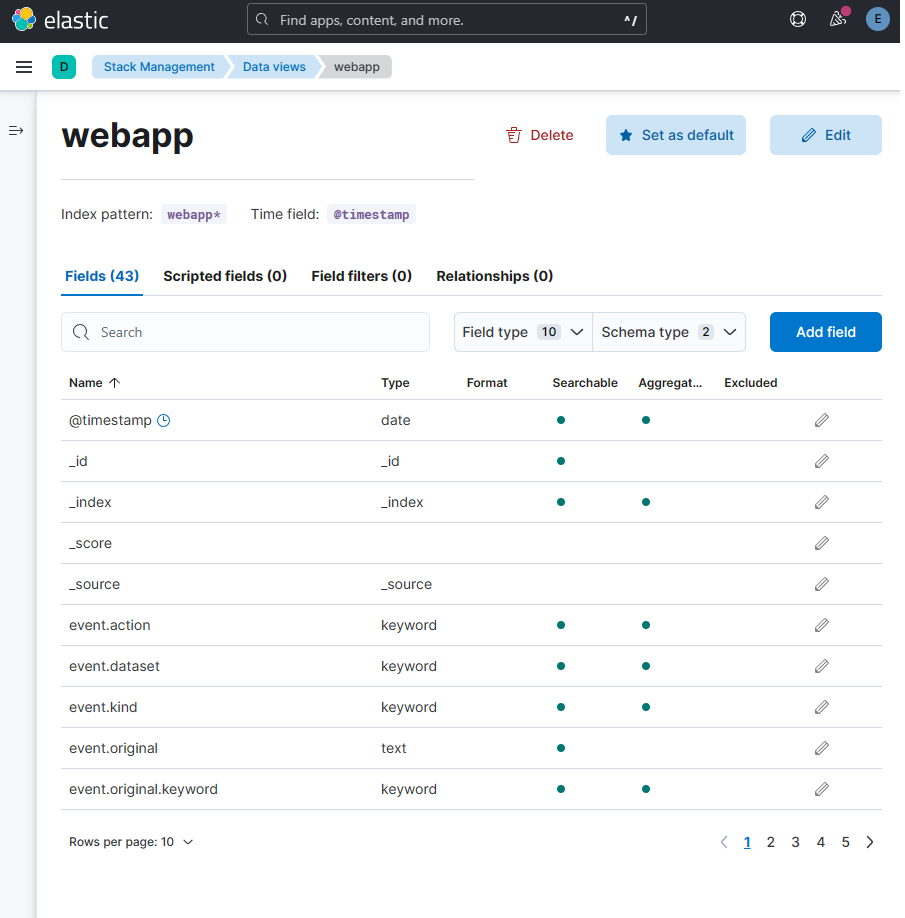 elastic
Find apps, content, and more.
^/
E
D
Stack Management
Data views
webapp
webapp
Delete
Set as default
Edit
Index pattern: webapp* Time field: @timestamp
Fields (43) Scripted fields (0) Field filters (0) Relationships (0)
Search
Field type 10
Schema type 2
Add field
Name Type Format Searchable Aggregat... Excluded
@timestamp date
_id _id
_index _index
_score
_source _source
event.action keyword
event.dataset keyword
event.kind keyword
event.original text
event.original.keyword keyword
Rows per page: 10
1 2 3 4 5